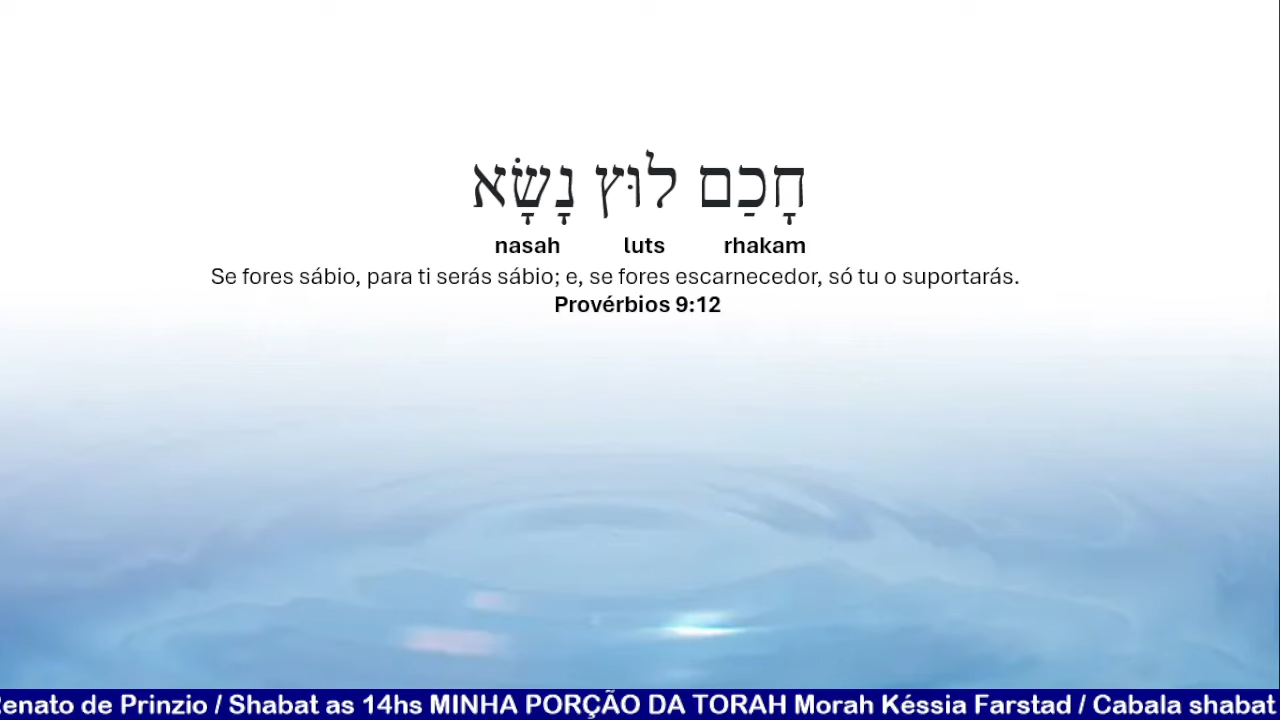 חָכַם לוּץ נָשָׂא
nasah luts rhakam
Se fores sábio, para ti serás sábio; e, se fores escarnecedor, só tu o suportarás.
Provérbios 9:12
enato de Prinzio / Shabat as 14hs MINHA PORÇÃO DA TORAH Morah Késsia Farstad / Cabala shabat